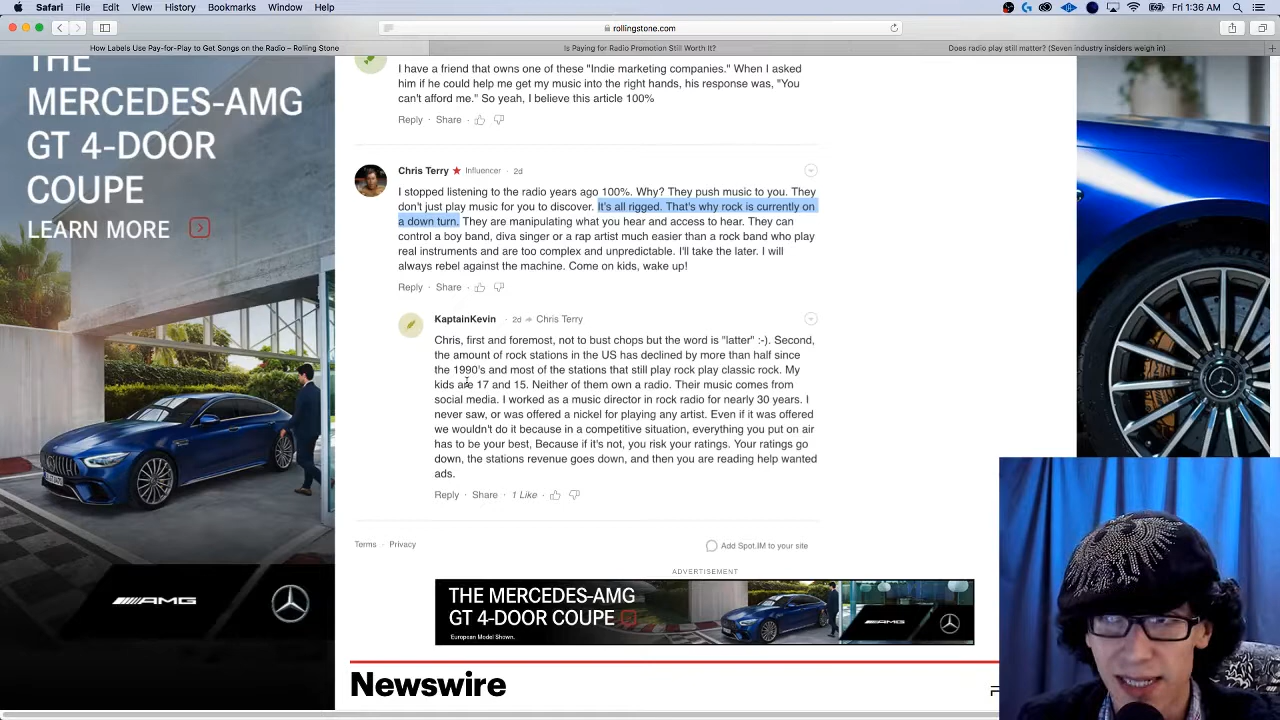 Safari File Edit View History Bookmarks Window Help
Fri 1:36 AM
rollingstone.com
How Labels Use Pay-for-Play to Get Songs on the Radio – Rolling Stone
Is Paying for Radio Promotion Still Worth It?
Does radio play still matter? (Seven industry insiders weigh in)
THE
MERCEDES-AMG
GT 4-DOOR
COUPE
LEARN MORE
AMG
I have a friend that owns one of these "Indie marketing companies." When I asked
him if he could help me get my music into the right hands, his response was, "You
can't afford me." So yeah, I believe this article 100%
Reply · Share ·
Chris Terry ★ Influencer · 2d
I stopped listening to the radio years ago 100%. Why? They push music to you. They
don't just play music for you to discover. It's all rigged. That's why rock is currently on
a down turn. They are manipulating what you hear and access to hear. They can
control a boy band, diva singer or a rap artist much easier than a rock band who play
real instruments and are too complex and unpredictable. I'll take the later. I will
always rebel against the machine. Come on kids, wake up!
Reply · Share ·
KaptainKevin · 2d Chris Terry
Chris, first and foremost, not to bust chops but the word is "latter" :-). Second,
the amount of rock stations in the US has declined by more than half since
the 1990's and most of the stations that still play rock play classic rock. My
kids are 17 and 15. Neither of them own a radio. Their music comes from
social media. I worked as a music director in rock radio for nearly 30 years. I
never saw, or was offered a nickel for playing any artist. Even if it was offered
we wouldn't do it because in a competitive situation, everything you put on air
has to be your best, Because if it's not, you risk your ratings. Your ratings go
down, the stations revenue goes down, and then you are reading help wanted
ads.
Reply · Share · 1 Like ·
Terms · Privacy
Add Spot.IM to your site
ADVERTISEMENT
THE MERCEDES-AMG
GT 4-DOOR COUPE
European Model Shown.
AMG
Newswire